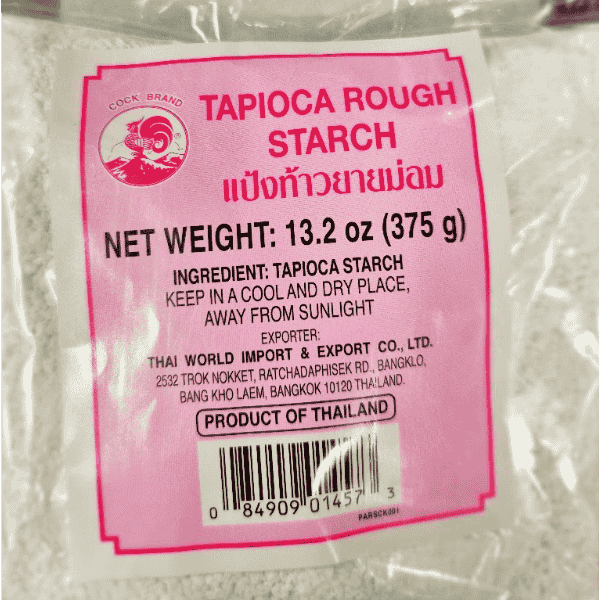 COCK BRAND
TAPIOCA ROUGH
STARCH
แป้งท้าวยายม่อม
NET WEIGHT: 13.2 oz (375 g)
INGREDIENT: TAPIOCA STARCH
KEEP IN A COOL AND DRY PLACE,
AWAY FROM SUNLIGHT
EXPORTER:
THAI WORLD IMPORT & EXPORT CO., LTD.
2532 TROK NOKKET, RATCHADAPHISEK RD., BANGKLO,
BANG KHO LAEM, BANGKOK 10120 THAILAND.
PRODUCT OF THAILAND
0 84909 01457 3
PARSCK001